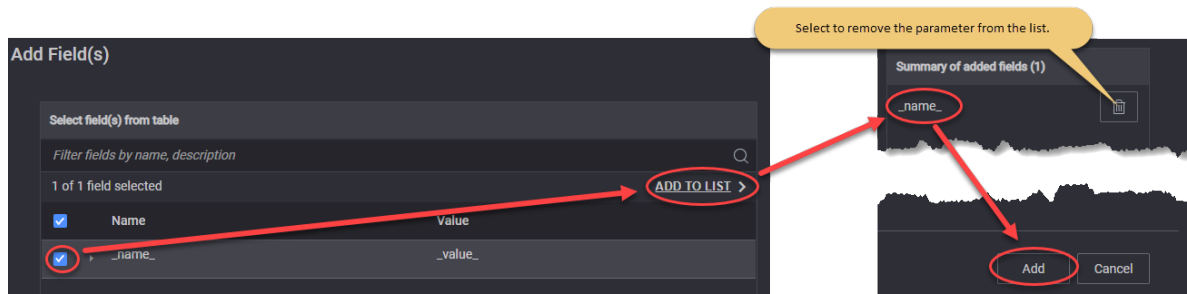 Select to remove the parameter from the list.
Add Field(s)
Select field(s) from table
Filter fields by name, description
1 of 1 field selected
ADD TO LIST >
Name Value
_name_ _value_
Summary of added fields (1)
_name_
Add Cancel